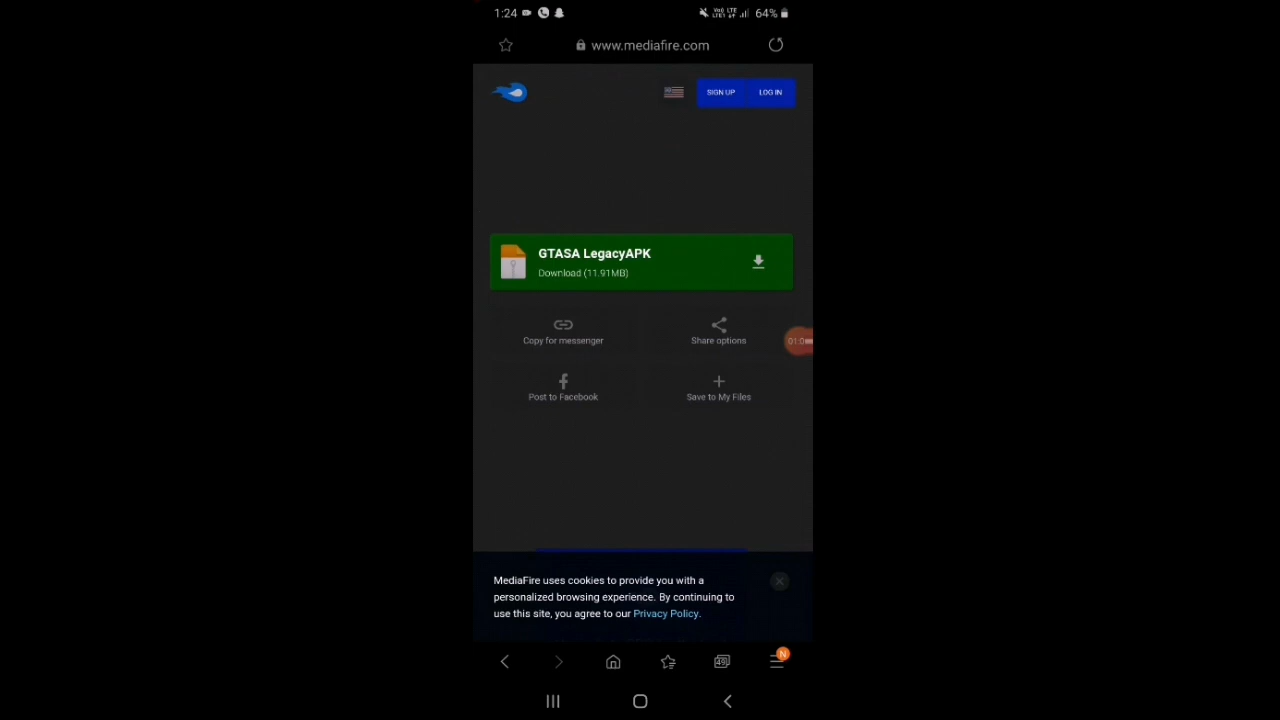 1:24
64%
www.mediafire.com
SIGN UP
LOG IN
GTASA LegacyAPK
Download (11.91MB)
Copy for messenger
Share options
Post to Facebook
Save to My Files
MediaFire uses cookies to provide you with a
personalized browsing experience. By continuing to
use this site, you agree to our Privacy Policy.
49
N